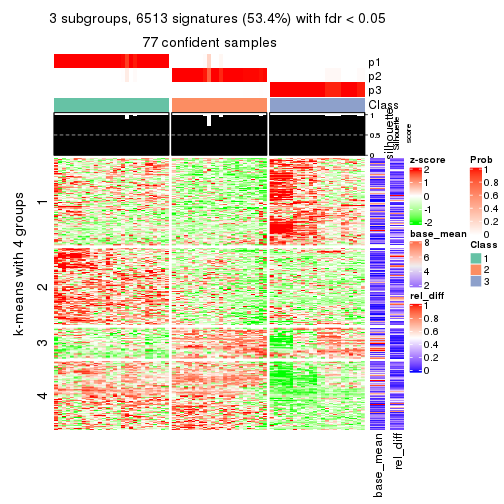 3 subgroups, 6513 signatures (53.4%) with fdr < 0.05
77 confident samples
p1
p2
p3
Class
1
0.5
0
silhouette
Silhouette
score
k-means with 4 groups
1
2
3
4
z-score
2
1
0
-1
-2
base_mean
8
6
4
2
rel_diff
1
0.8
0.6
0.4
0.2
0
Prob
1
0.8
0.6
0.4
0.2
0
Class
1
2
3
base_mean
rel_diff